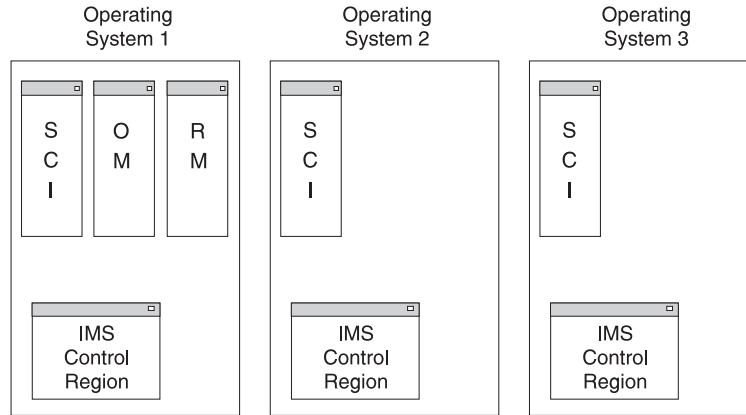 Operating
System 1
Operating
System 2
Operating
System 3
S
C
I
O
M
R
M
S
C
I
S
C
I
IMS
Control
Region
IMS
Control
Region
IMS
Control
Region